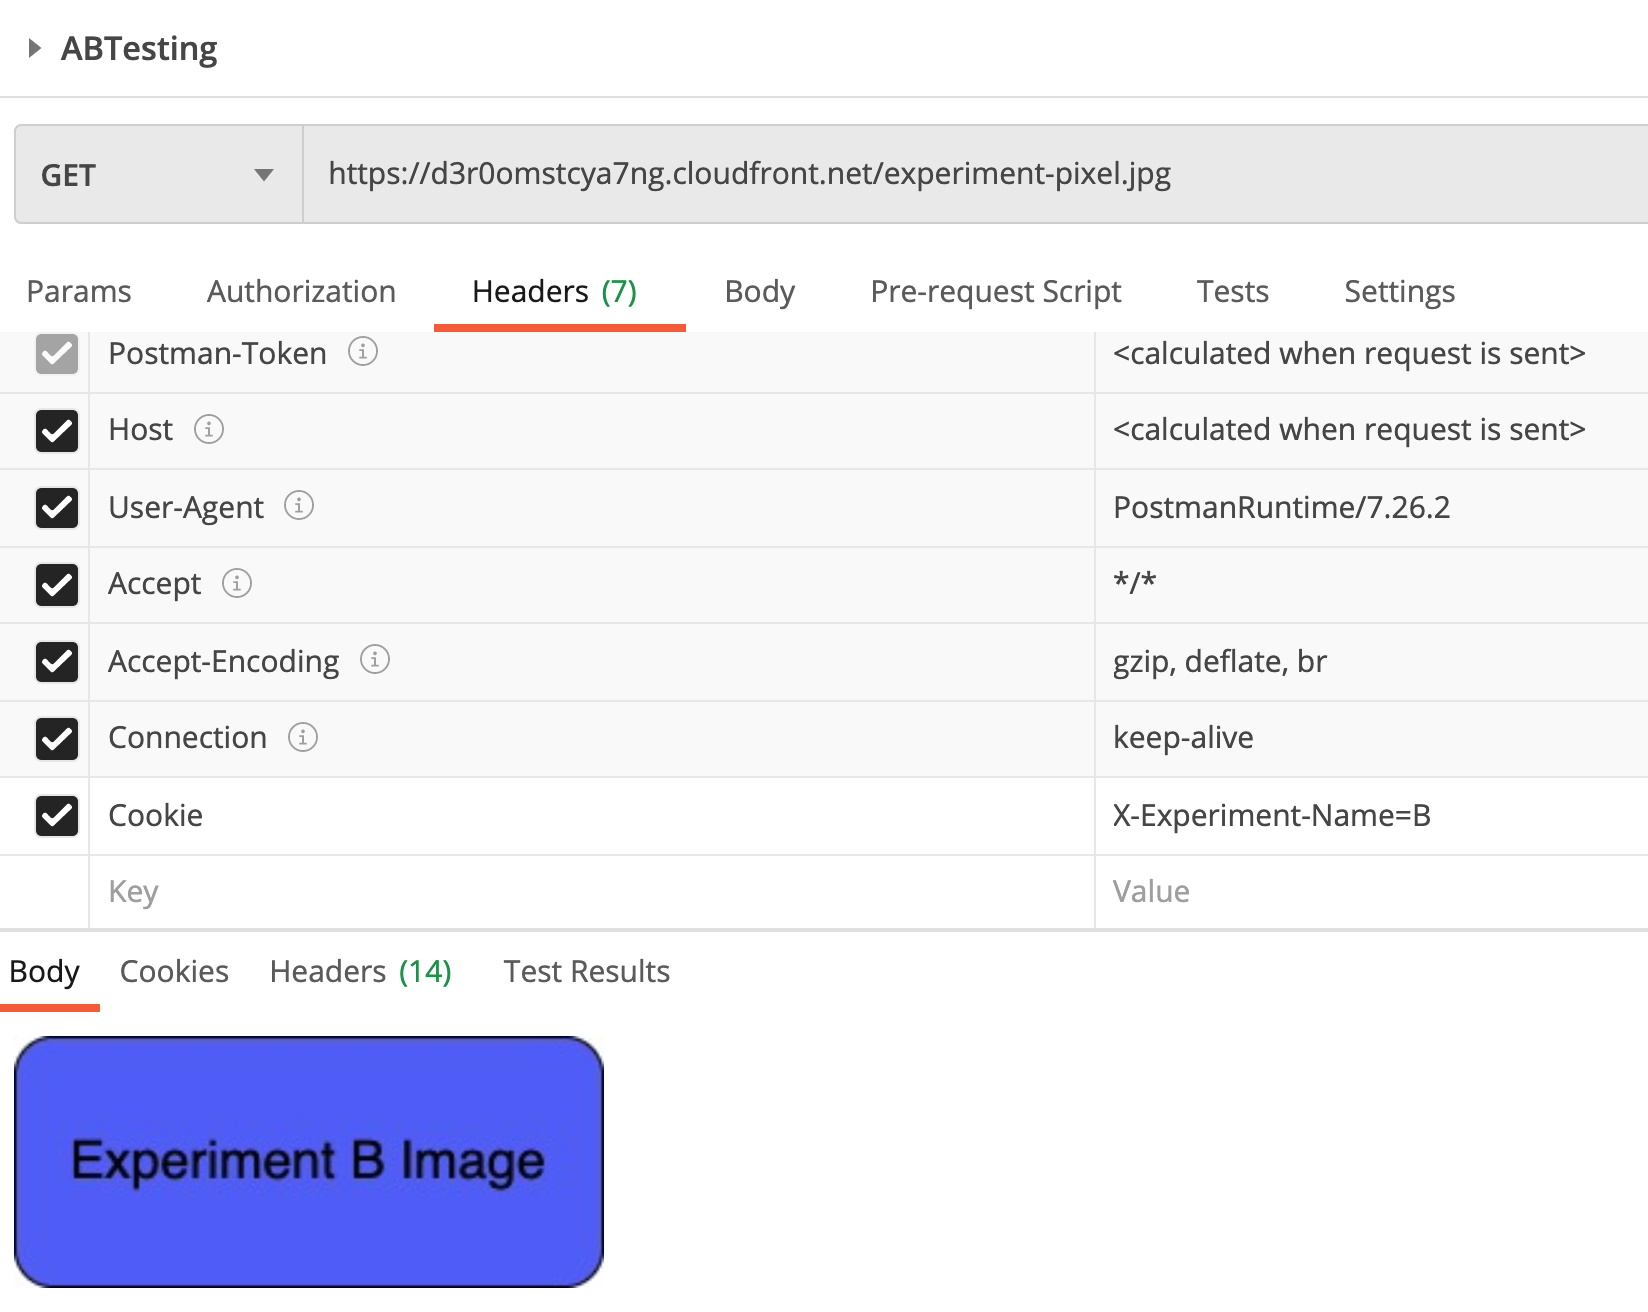 ABTesting
GET https://d3r0omstcya7ng.cloudfront.net/experiment-pixel.jpg
Params Authorization Headers (7) Body Pre-request Script Tests Settings
Postman-Token <calculated when request is sent>
Host <calculated when request is sent>
User-Agent PostmanRuntime/7.26.2
Accept */*
Accept-Encoding gzip, deflate, br
Connection keep-alive
Cookie X-Experiment-Name=B
Key Value
Body Cookies Headers (14) Test Results
Experiment B Image